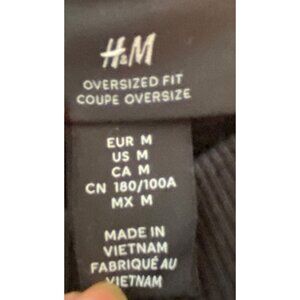 H&M
OVERSIZED FIT
COUPE OVERSIZE
EUR M
US M
CA M
CN 180/100A
MX M
MADE IN
VIETNAM
FABRIQUÉ AU
VIETNAM